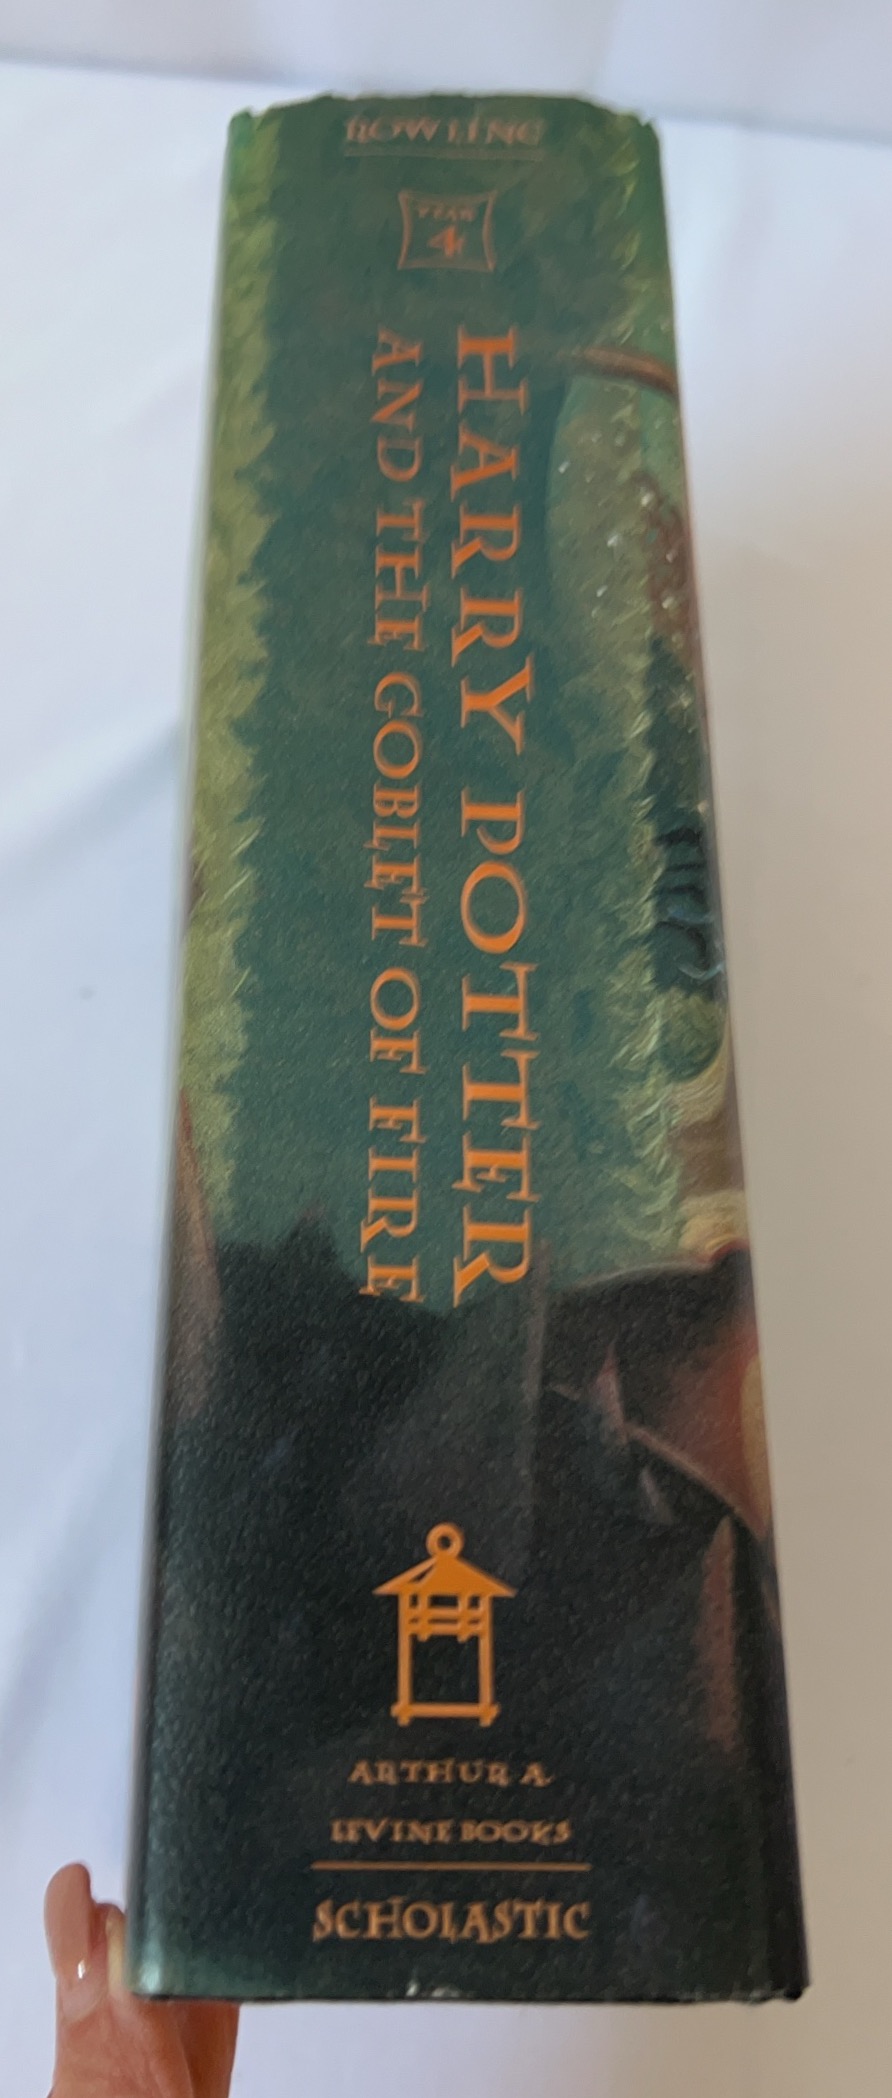 ROWLING
YEAR
4
HARRY POTTER
AND THE GOBLET OF FIRE
ARTHUR A.
LEVINE BOOKS
SCHOLASTIC